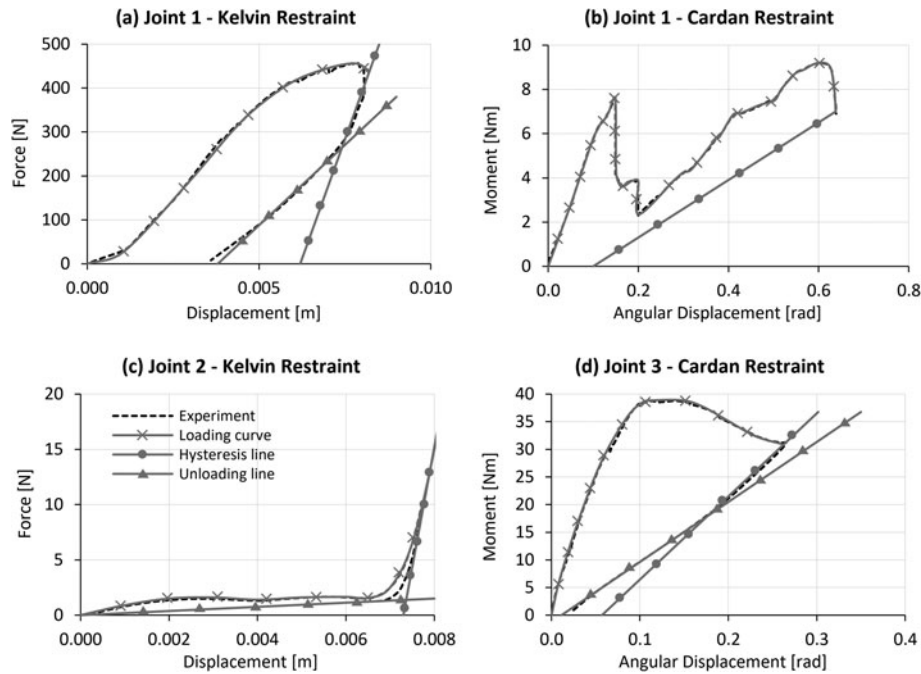 (a) Joint 1 - Kelvin Restraint
500
400
300
200
100
0
Force [N]
0.000 0.005 0.010
Displacement [m]
(b) Joint 1 - Cardan Restraint
10
8
6
4
2
0
Moment [Nm]
0.0 0.2 0.4 0.6 0.8
Angular Displacement [rad]
(c) Joint 2 - Kelvin Restraint
20
15
10
5
0
Force [N]
Experiment
Loading curve
Hysteresis line
Unloading line
0.000 0.002 0.004 0.006 0.008
Displacement [m]
(d) Joint 3 - Cardan Restraint
40
35
30
25
20
15
10
5
0
Moment [Nm]
0.0 0.1 0.2 0.3 0.4
Angular Displacement [rad]